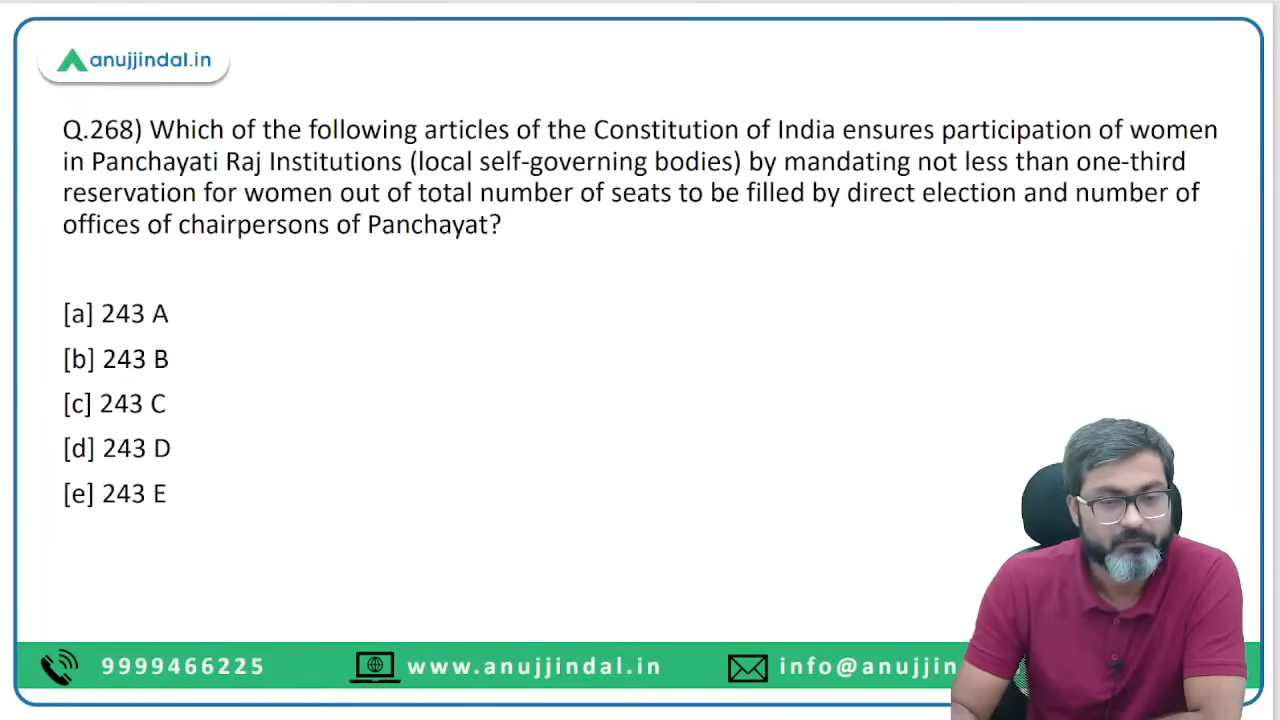 anujjindal.in
Q.268) Which of the following articles of the Constitution of India ensures participation of women
in Panchayati Raj Institutions (local self-governing bodies) by mandating not less than one-third
reservation for women out of total number of seats to be filled by direct election and number of
offices of chairpersons of Panchayat?
[a] 243 A
[b] 243 B
[c] 243 C
[d] 243 D
[e] 243 E
9999466225 www.anujjindal.in info@anujjin